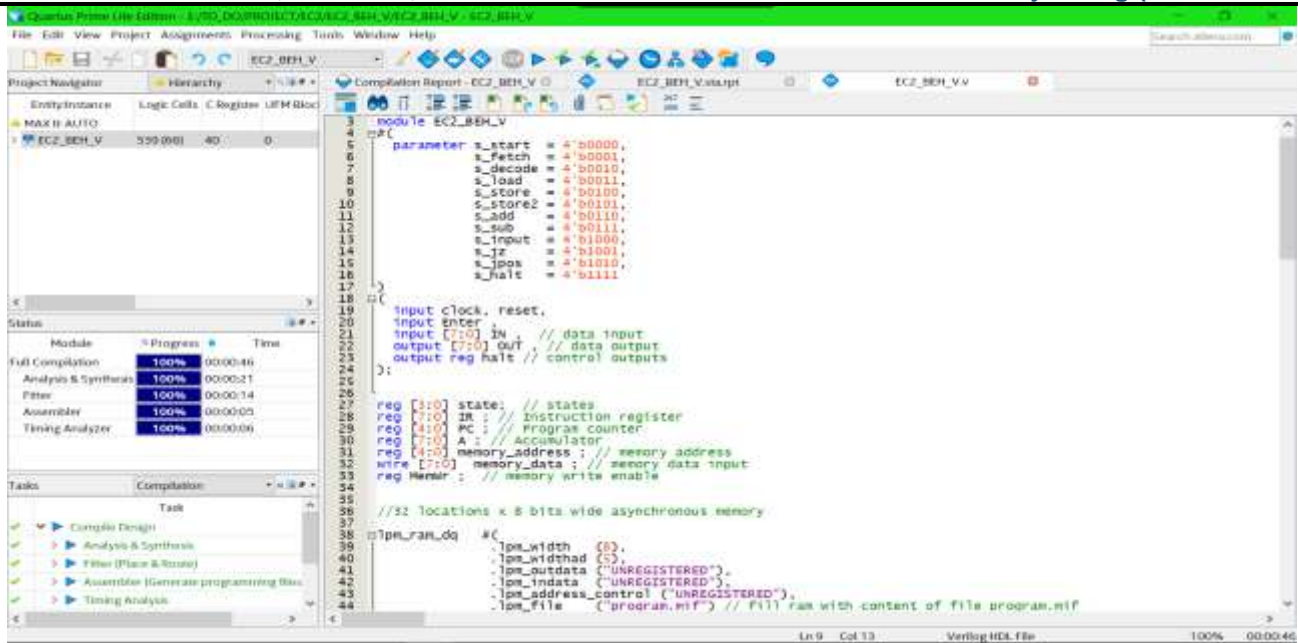 Quartus Prime Lite Edition - E:/TO_DO/PROJECT/EC2/EC2_BEH_V/EC2_BEH_V - EC2_BEH_V
File Edit View Project Assignments Processing Tools Window Help
Search altera.com
EC2_BEH_V
Project Navigator Hierarchy
Compilation Report - EC2_BEH_V
EC2_BEH_V.sta.rpt
EC2_BEH_V.v
Entity:Instance Logic Cells C Register UFM Bloc
MAX II: AUTO
EC2_BEH_V 40 0
Status
Module Progress Time
Full Compilation 100% 00:00:46
Analysis & Synthesis 100% 00:00:21
Fitter 100% 00:00:14
Assembler 100% 00:00:05
Timing Analyzer 100% 00:00:06
Tasks Compilation
Task
Compile Design
Analysis & Synthesis
Fitter (Place & Route)
Assembler (Generate programming files
Timing Analysis
3 module EC2_BEH_V
4 #(
5 parameter s_start = 4'b0000,
6 s_fetch = 4'b0001,
7 s_decode = 4'b0010,
8 s_load = 4'b0011,
9 s_store = 4'b0100,
10 s_store2 = 4'b0101,
11 s_add = 4'b0110,
12 s_sub = 4'b0111,
13 s_input = 4'b1000,
14 s_jz = 4'b1001,
15 s_jpos = 4'b1010,
16 s_halt = 4'b1111
17 )
18 (
19 input clock, reset,
20 input Enter ,
21 input [7:0] IN , // data input
22 output [7:0] OUT , // data output
23 output reg halt // control outputs
24 );
25
26
27 reg [3:0] state; // states
28 reg [7:0] IR ; // Instruction register
29 reg [4:0] PC ; // Program counter
30 reg [7:0] A ; // Accumulator
31 reg [4:0] memory_address ; // memory address
32 wire [7:0] memory_data ; // memory data input
33 reg MemWr ; // memory write enable
34
35
36 //32 locations x 8 bits wide asynchronous memory
37
38 lpm_ram_dq #(
39 .lpm_width (8),
40 .lpm_widthad (5),
41 .lpm_outdata ("UNREGISTERED"),
42 .lpm_indata ("UNREGISTERED"),
43 .lpm_address_control ("UNREGISTERED"),
44 .lpm_file ("program.mif") // fill ram with content of file program.mif
Ln 9 Col 13 Verilog HDL File 100% 00:00:46